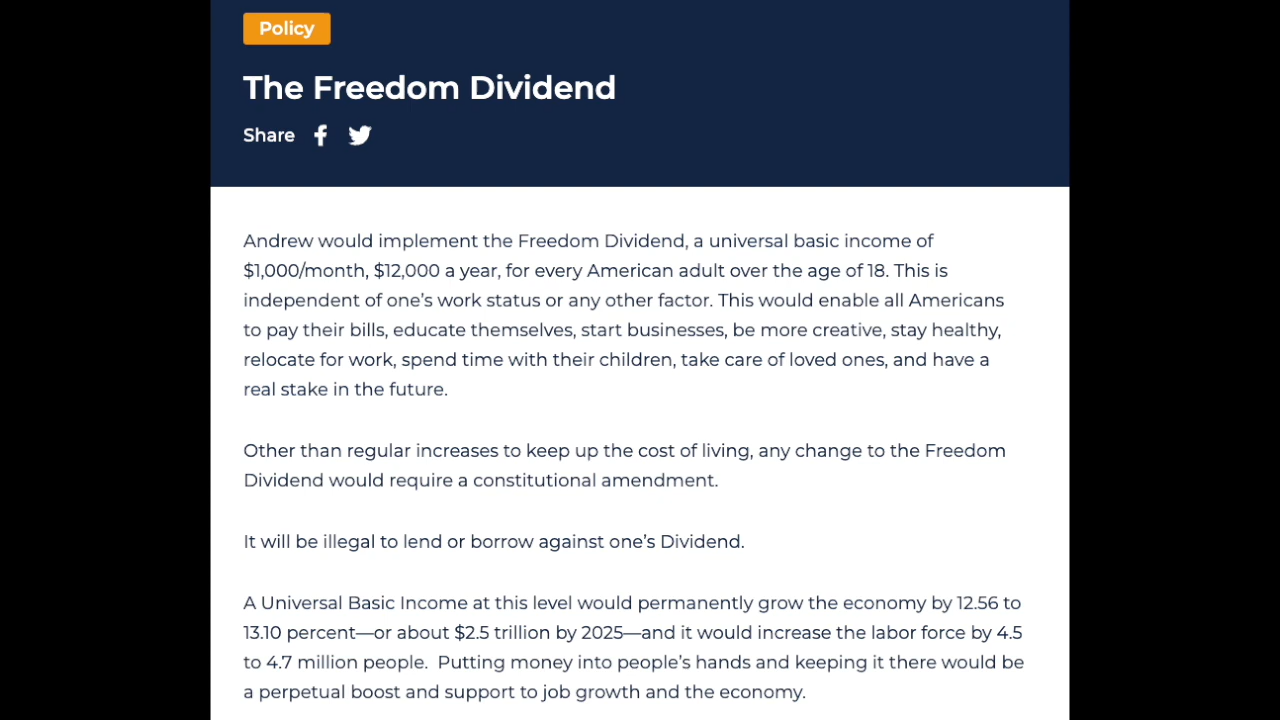 Policy
The Freedom Dividend
Share
Andrew would implement the Freedom Dividend, a universal basic income of
$1,000/month, $12,000 a year, for every American adult over the age of 18. This is
independent of one’s work status or any other factor. This would enable all Americans
to pay their bills, educate themselves, start businesses, be more creative, stay healthy,
relocate for work, spend time with their children, take care of loved ones, and have a
real stake in the future.
Other than regular increases to keep up the cost of living, any change to the Freedom
Dividend would require a constitutional amendment.
It will be illegal to lend or borrow against one’s Dividend.
A Universal Basic Income at this level would permanently grow the economy by 12.56 to
13.10 percent—or about $2.5 trillion by 2025—and it would increase the labor force by 4.5
to 4.7 million people.  Putting money into people’s hands and keeping it there would be
a perpetual boost and support to job growth and the economy.